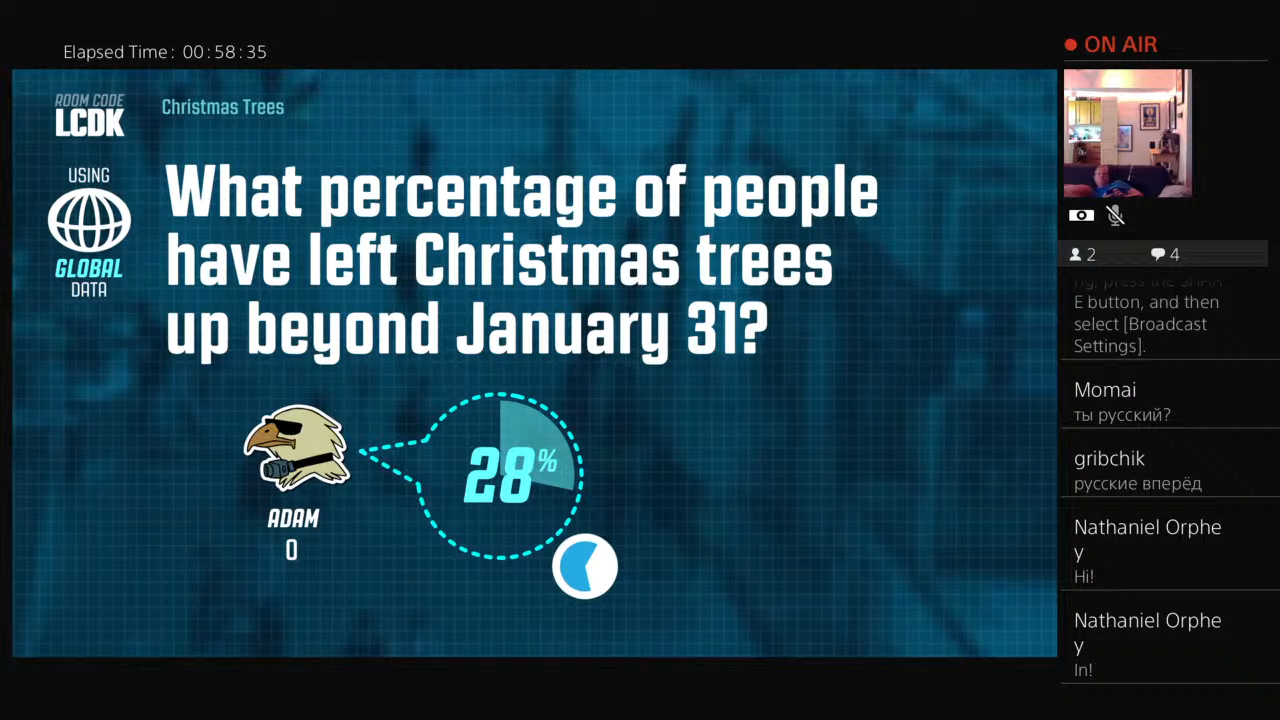 Elapsed Time: 00:58:35
ON AIR
ROOM CODE
LCDK
Christmas Trees
USING
GLOBAL
DATA
What percentage of people
have left Christmas trees
up beyond January 31?
28%
ADAM
0
2
4
E button, and then
select [Broadcast
Settings].
Momai
ты русский?
gribchik
русские вперёд
Nathaniel Orphe
y
Hi!
Nathaniel Orphe
y
In!